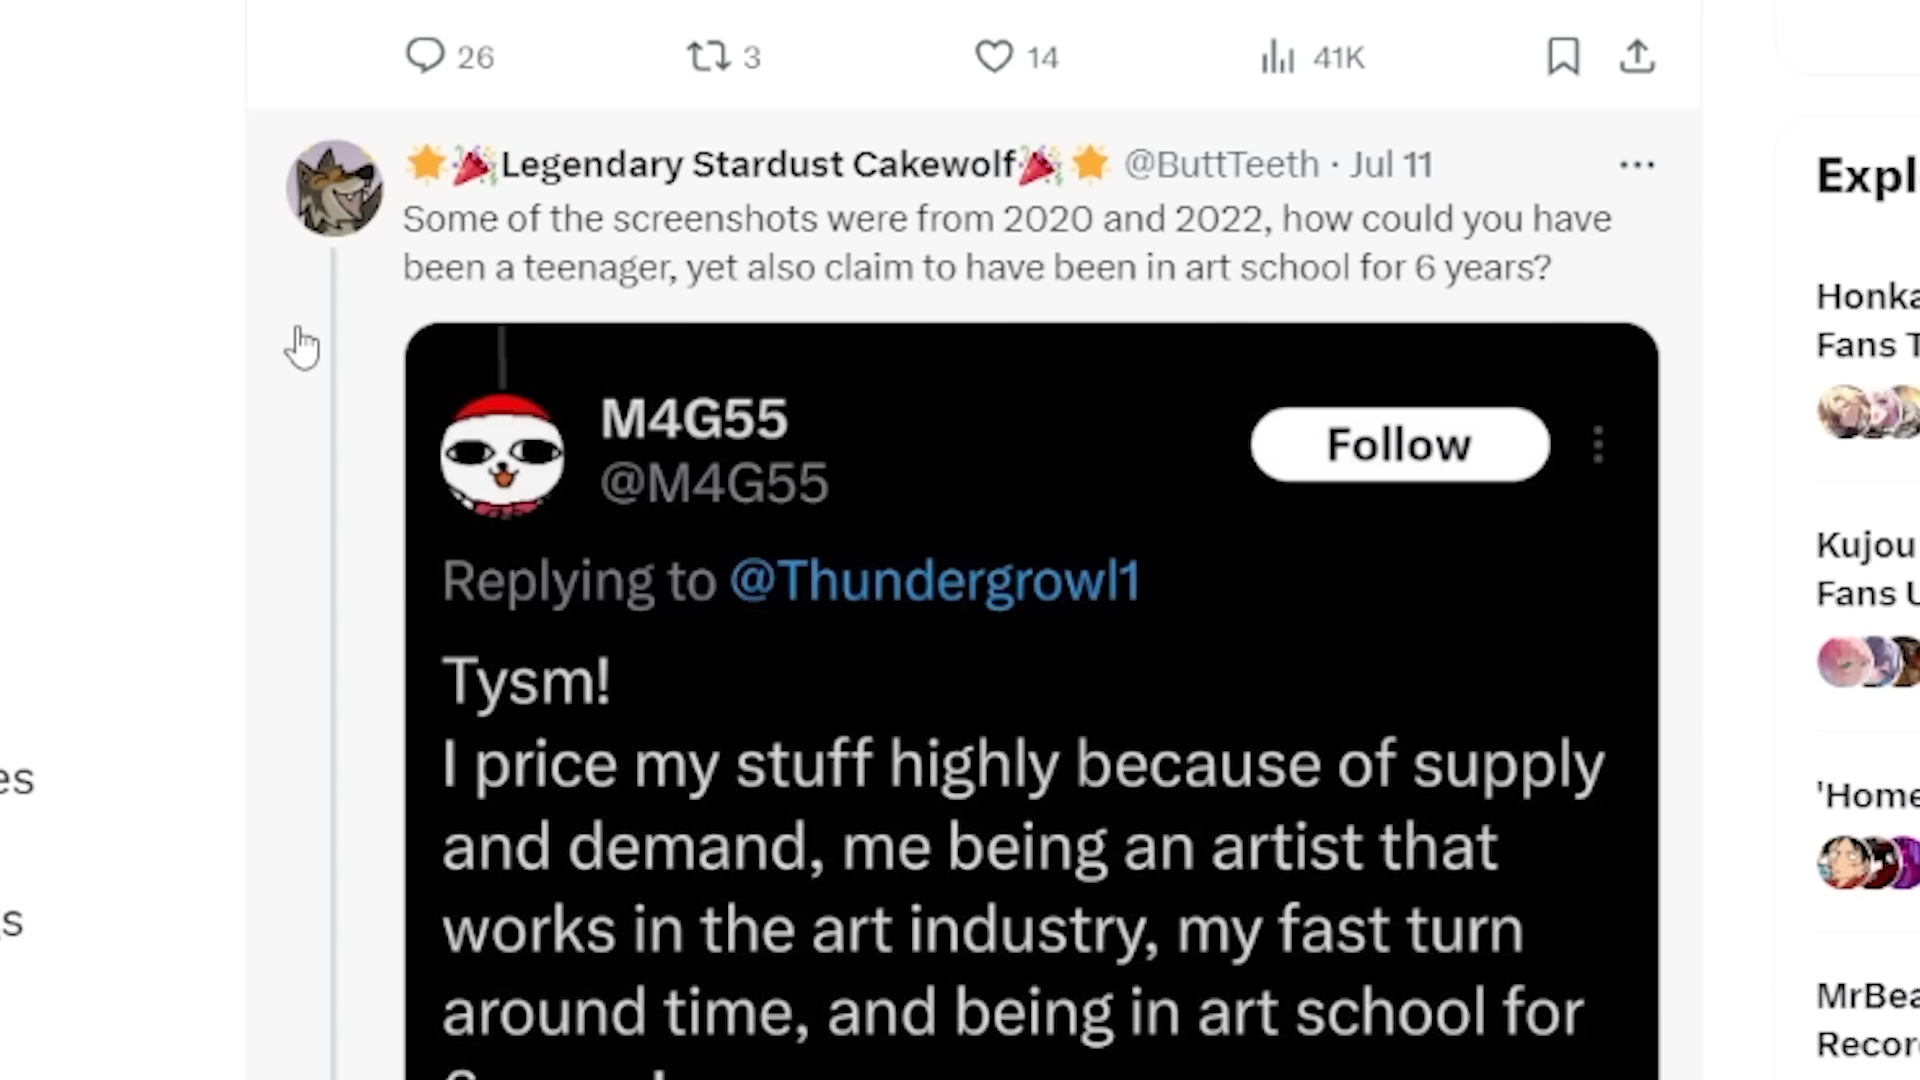 26 3 14 41K
Legendary Stardust Cakewolf @ButtTeeth · Jul 11
Some of the screenshots were from 2020 and 2022, how could you have
been a teenager, yet also claim to have been in art school for 6 years?
M4G55
@M4G55
Follow
Replying to @Thundergrowl1
Tysm!
I price my stuff highly because of supply
and demand, me being an artist that
works in the art industry, my fast turn
around time, and being in art school for
Expl
Honka
Fans T
Kujou
Fans U
'Home
MrBea
Recor
es
s